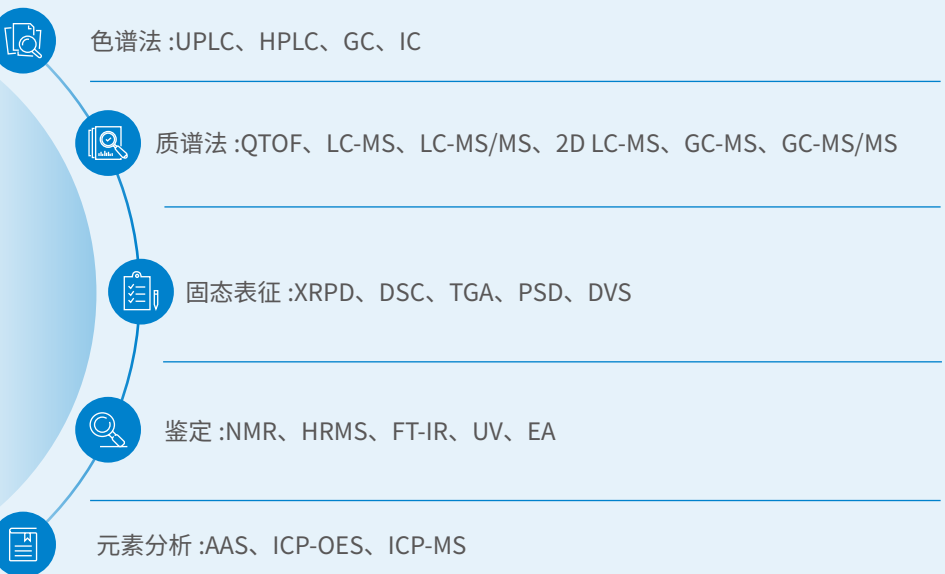 色谱法 :UPLC、HPLC、GC、IC
质谱法 :QTOF、LC-MS、LC-MS/MS、2D LC-MS、GC-MS、GC-MS/MS
固态表征 :XRPD、DSC、TGA、PSD、DVS
鉴定 :NMR、HRMS、FT-IR、UV、EA
元素分析 :AAS、ICP-OES、ICP-MS